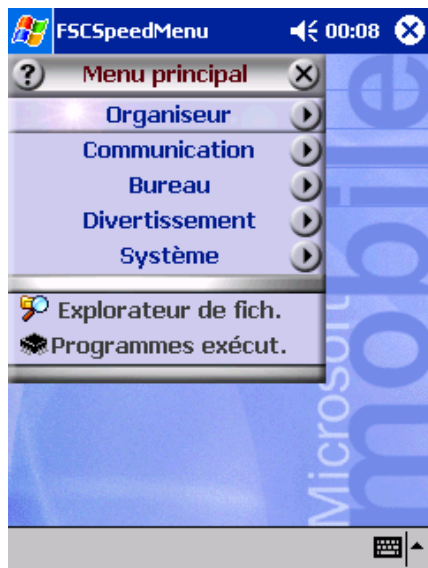 FSCSpeedMenu 00:08
? Menu principal
Organiseur
Communication
Bureau
Divertissement
Système
Explorateur de fich.
Programmes exécut.
Microsoft
mobile